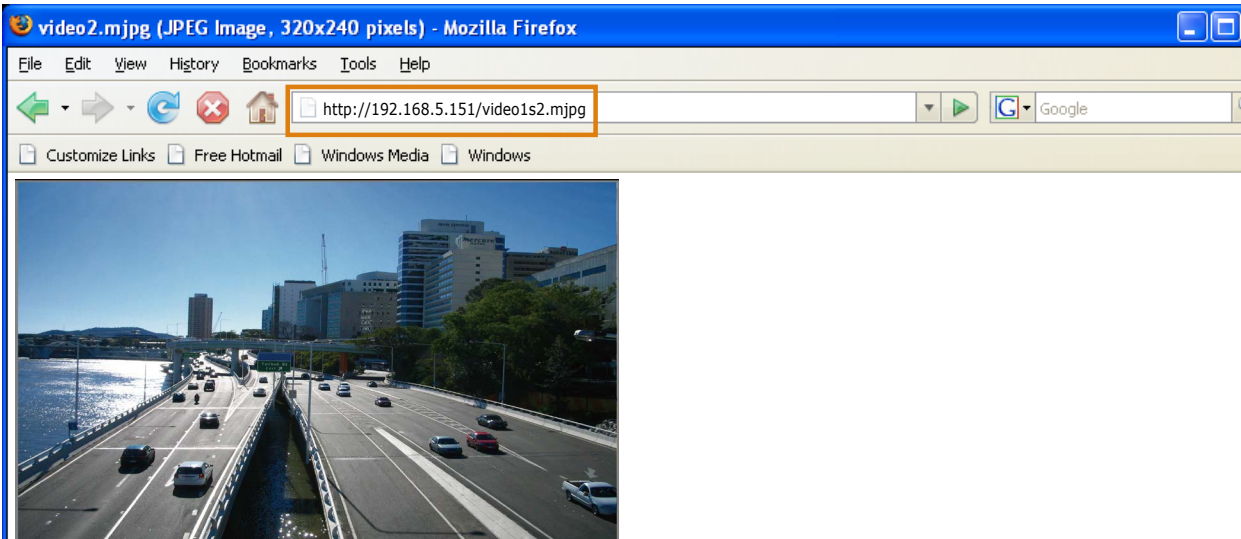 video2.mjpg (JPEG Image, 320x240 pixels) - Mozilla Firefox
File Edit View History Bookmarks Tools Help
http://192.168.5.151/video1s2.mjpg G Google
Customize Links Free Hotmail Windows Media Windows